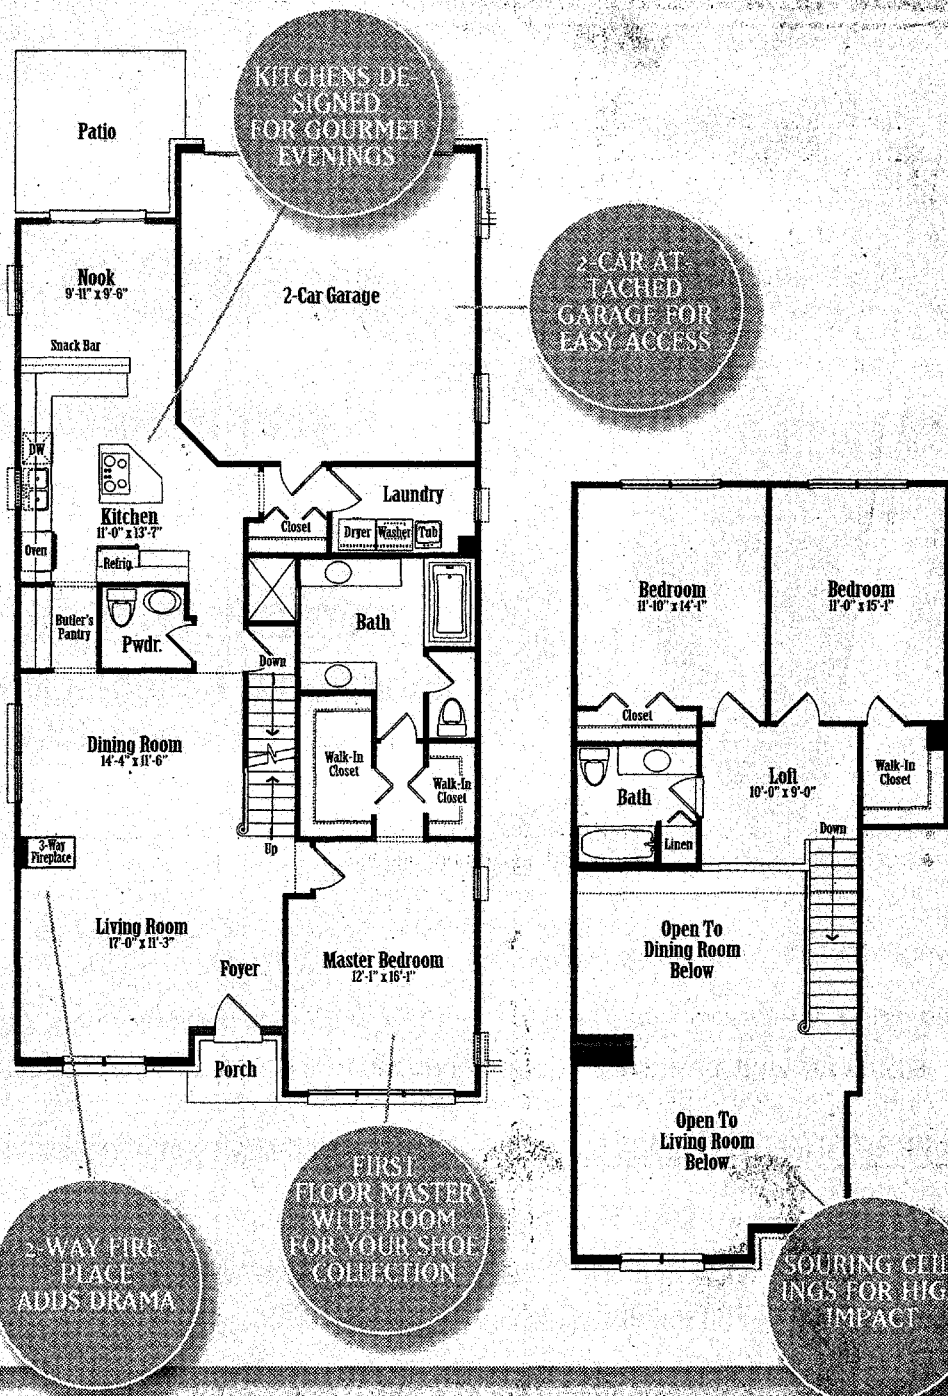 KITCHENS DE-
SIGNED
FOR GOURMET
EVENINGS
Patio
Nook
9'-11" x 9'-6"
2-Car Garage
2-CAR AT-
TACHED
GARAGE FOR
EASY ACCESS
Snack Bar
DW
Kitchen
11'-0" x 13'-7"
Oven
Refrig.
Closet
Laundry
Dryer
Washer
Tub
Butler's
Pantry
Pwdr.
Bath
Down
Dining Room
14'-4" x 11'-6"
Walk-In
Closet
Walk-In
Closet
3-Way
Fireplace
Up
Living Room
17'-0" x 11'-3"
Foyer
Master Bedroom
12'-1" x 16'-1"
Porch
Bedroom
11'-10" x 14'-1"
Bedroom
11'-0" x 15'-1"
Closet
Bath
Linen
Loft
10'-0" x 9'-0"
Walk-In
Closet
Down
Open To
Dining Room
Below
Open To
Living Room
Below
2-WAY FIRE-
PLACE
ADDS DRAMA
FIRST
FLOOR MASTER
WITH ROOM
FOR YOUR SHOE
COLLECTION
SOURING CEIL
INGS FOR HIG
IMPACT